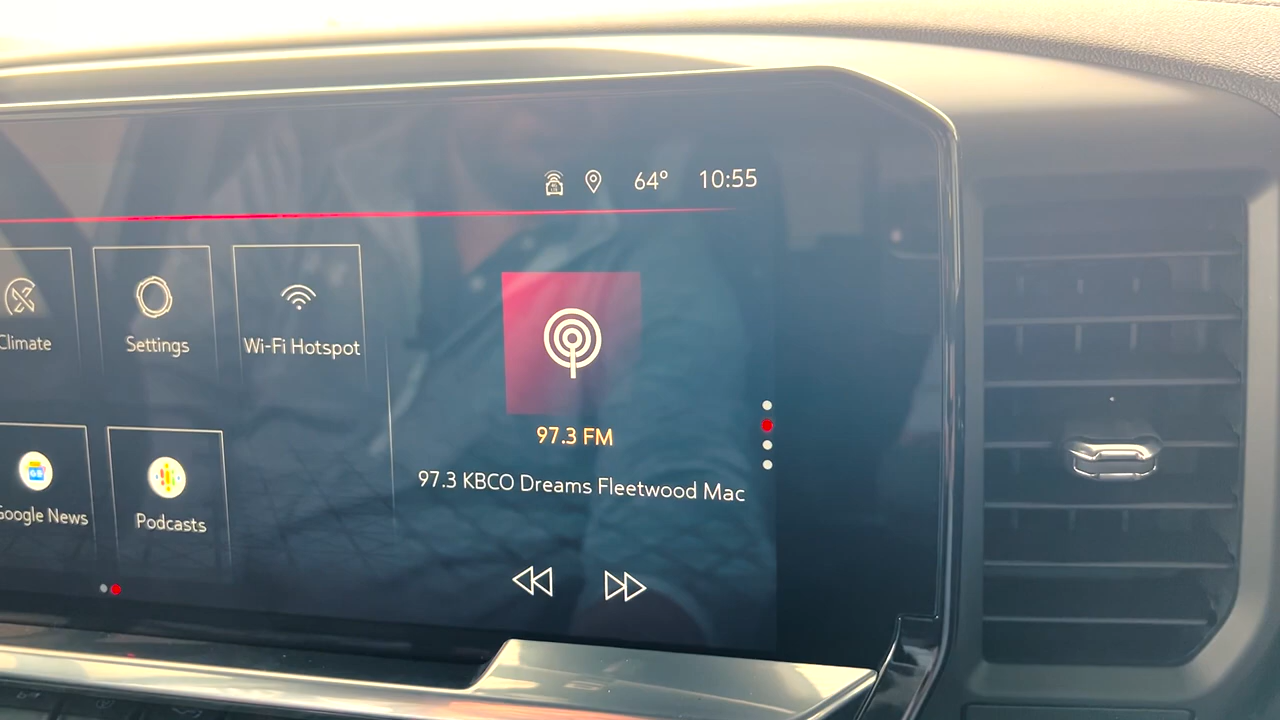 64° 10:55
Climate Settings Wi-Fi Hotspot
97.3 FM
97.3 KBCO Dreams Fleetwood Mac
Google News Podcasts